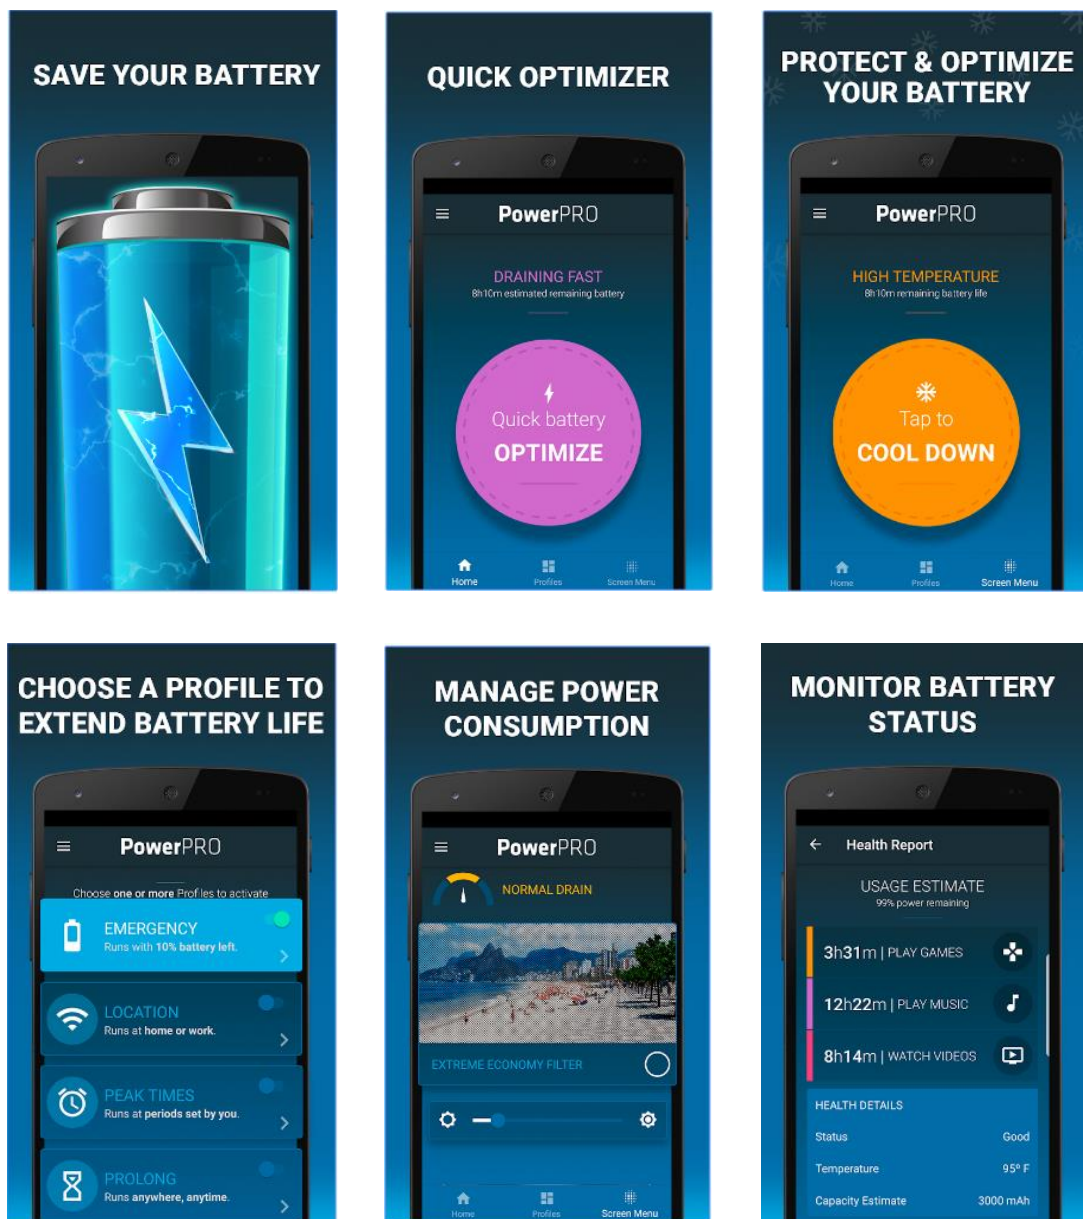 SAVE YOUR BATTERY
QUICK OPTIMIZER
PowerPRO
DRAINING FAST
8h10m estimated remaining battery
Quick battery
OPTIMIZE
Home
Profiles
Screen Menu
PROTECT & OPTIMIZE
YOUR BATTERY
PowerPRO
HIGH TEMPERATURE
8h10m remaining battery life
Tap to
COOL DOWN
Home
Profiles
Screen Menu
CHOOSE A PROFILE TO
EXTEND BATTERY LIFE
PowerPRO
Choose one or more Profiles to activate
EMERGENCY
Runs with 10% battery left.
LOCATION
Runs at home or work.
PEAK TIMES
Runs at periods set by you.
PROLONG
Runs anywhere, anytime.
MANAGE POWER
CONSUMPTION
PowerPRO
NORMAL DRAIN
EXTREME ECONOMY FILTER
Home
Profiles
Screen Menu
MONITOR BATTERY
STATUS
Health Report
USAGE ESTIMATE
99% power remaining
3h31m | PLAY GAMES
12h22m | PLAY MUSIC
8h14m | WATCH VIDEOS
HEALTH DETAILS
Status Good
Temperature 95º F
Capacity Estimate 3000 mAh